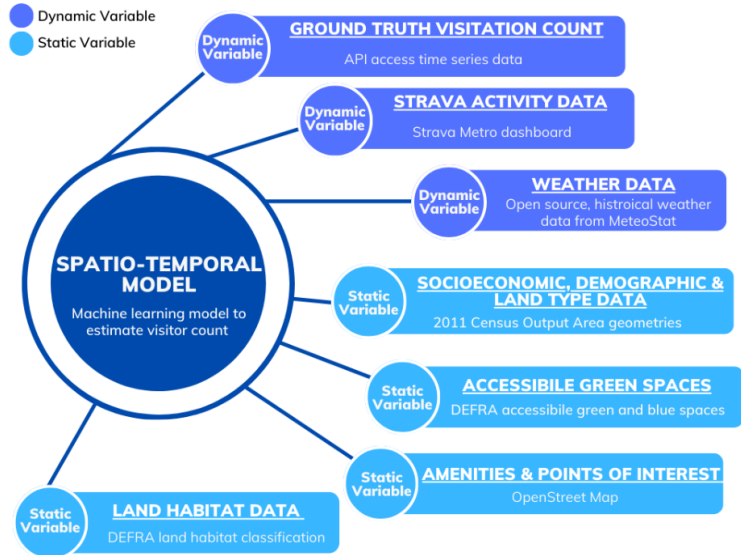 Dynamic Variable
Static Variable
Dynamic
Variable
GROUND TRUTH VISITATION COUNT
API access time series data
Dynamic
Variable
STRAVA ACTIVITY DATA
Strava Metro dashboard
Dynamic
Variable
WEATHER DATA
Open source, histroical weather
data from MeteoStat
SPATIO-TEMPORAL
MODEL
Machine learning model to
estimate visitor count
Static
Variable
SOCIOECONOMIC, DEMOGRAPHIC &
LAND TYPE DATA
2011 Census Output Area geometries
Static
Variable
ACCESSIBILE GREEN SPACES
DEFRA accessibile green and blue spaces
Static
Variable
AMENITIES & POINTS OF INTEREST
OpenStreet Map
Static
Variable
LAND HABITAT DATA
DEFRA land habitat classification